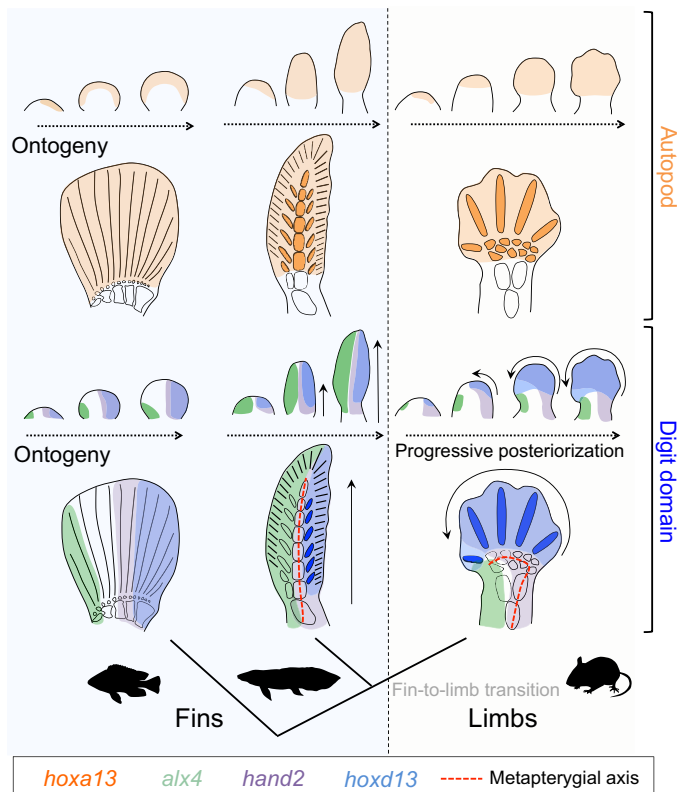 Ontogeny
Autopod
Ontogeny
Progressive posteriorization
Digit domain
Fin-to-limb transition
Fins
Limbs
hoxa13 alx4 hand2 hoxd13 Metapterygial axis